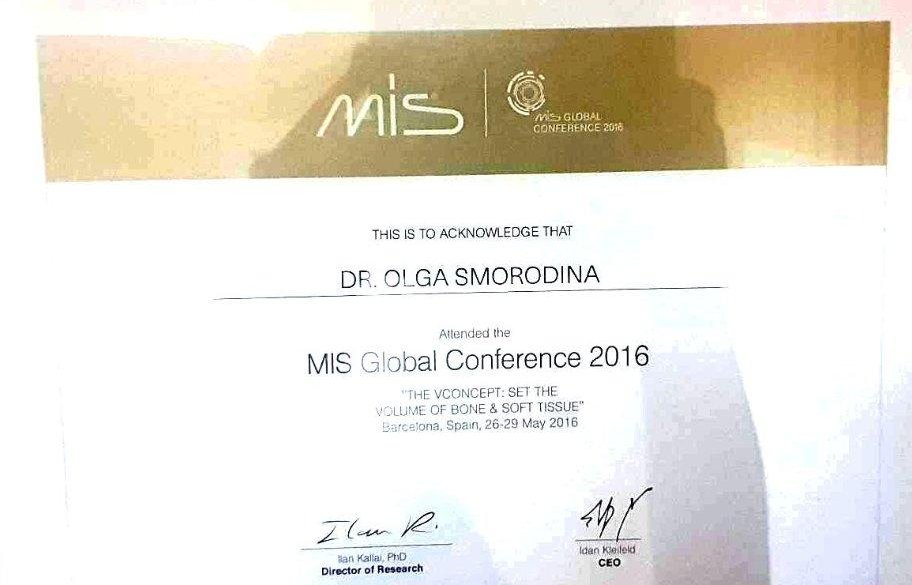 MIS
MIS GLOBAL
CONFERENCE 2016
THIS IS TO ACKNOWLEDGE THAT
DR. OLGA SMORODINA
Attended the
MIS Global Conference 2016
"THE VCONCEPT: SET THE
VOLUME OF BONE & SOFT TISSUE"
Barcelona, Spain, 26-29 May 2016
Ilan R.
Ilan Kallai, PhD
Director of Research
Idan Kleifeld
CEO